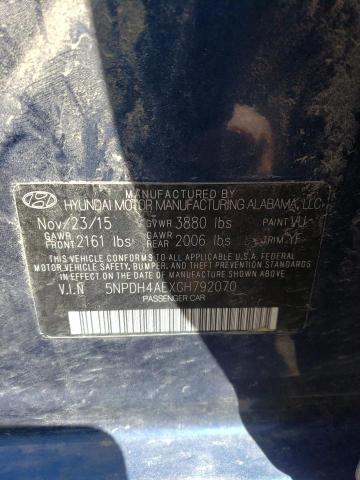 MANUFACTURED BY
HYUNDAI MOTOR MANUFACTURING ALABAMA, LLC
Nov/23/15 GVWR 3880 lbs PAINT VU
GAWR FRONT 2161 lbs GAWR REAR 2006 lbs TRIM YF
THIS VEHICLE CONFORMS TO ALL APPLICABLE U.S.A FEDERAL
MOTOR VEHICLE SAFETY, BUMPER, AND THEFT PREVENTION STANDARDS
IN EFFECT ON THE DATE OF MANUFACTURE SHOWN ABOVE.
V.I.N 5NPDH4AEXGH792070
PASSENGER CAR